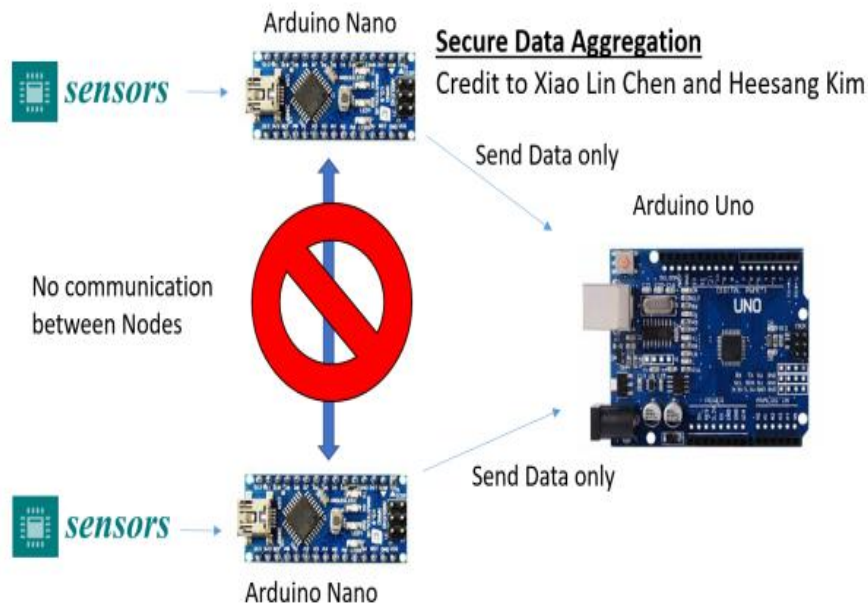 Arduino Nano
Secure Data Aggregation
Credit to Xiao Lin Chen and Heesang Kim
sensors
Send Data only
Arduino Uno
UNO
No communication
between Nodes
Send Data only
sensors
Arduino Nano